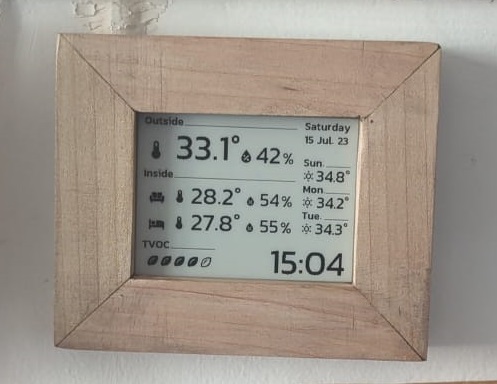 Outside
Saturday
15 Jul. 23
33.1° 42%
Sun.
34.8°
Inside
Mon.
28.2° 54%
34.2°
Tue.
27.8° 55%
34.3°
TVOC
15:04